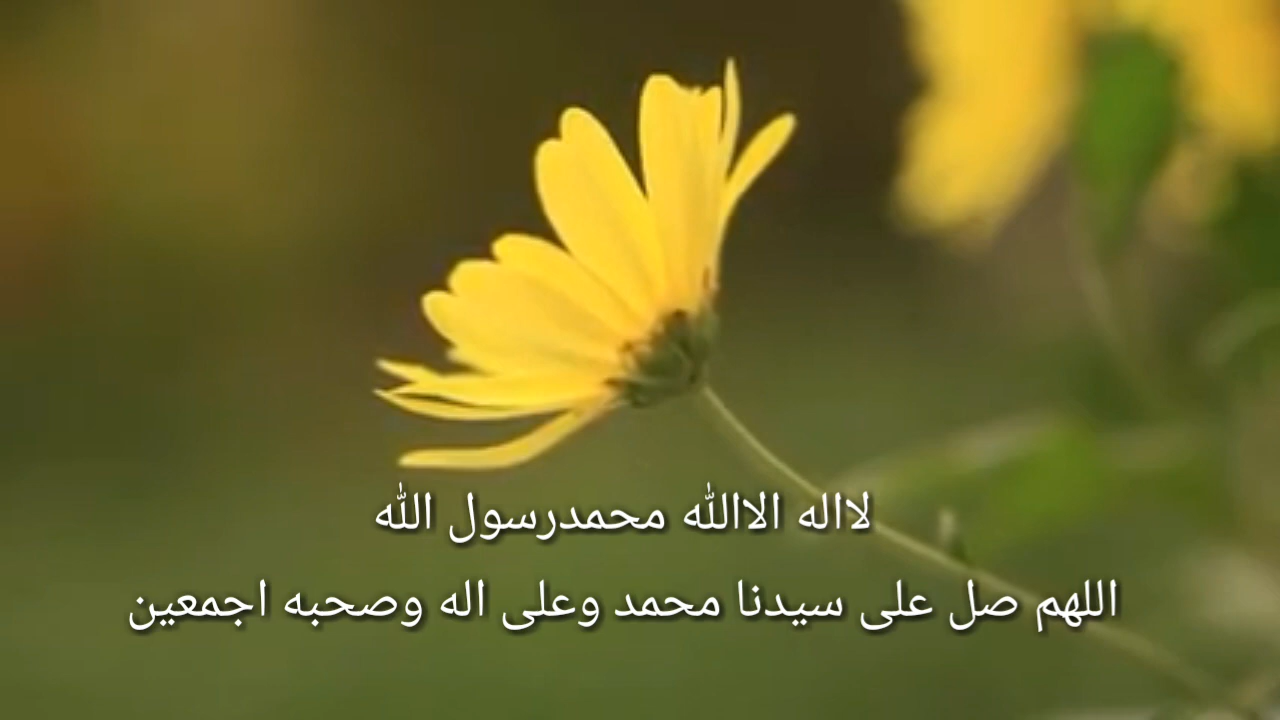 لااله الاالله محمدرسول الله
اللهم صل على سيدنا محمد وعلى اله وصحبه اجمعين